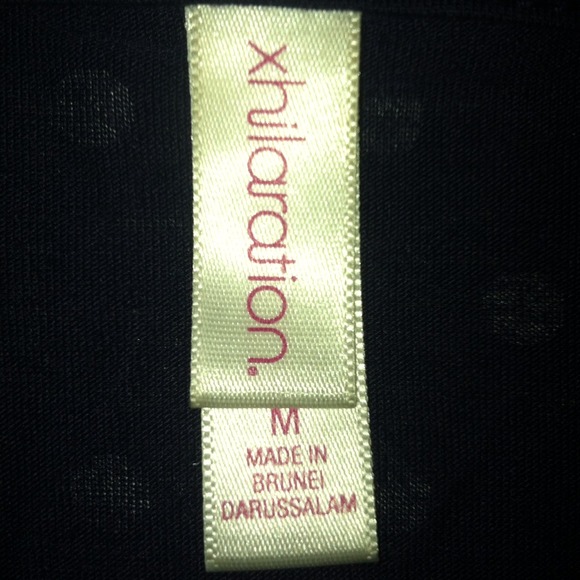 xhilaration.
M
MADE IN
BRUNEI
DARUSSALAM